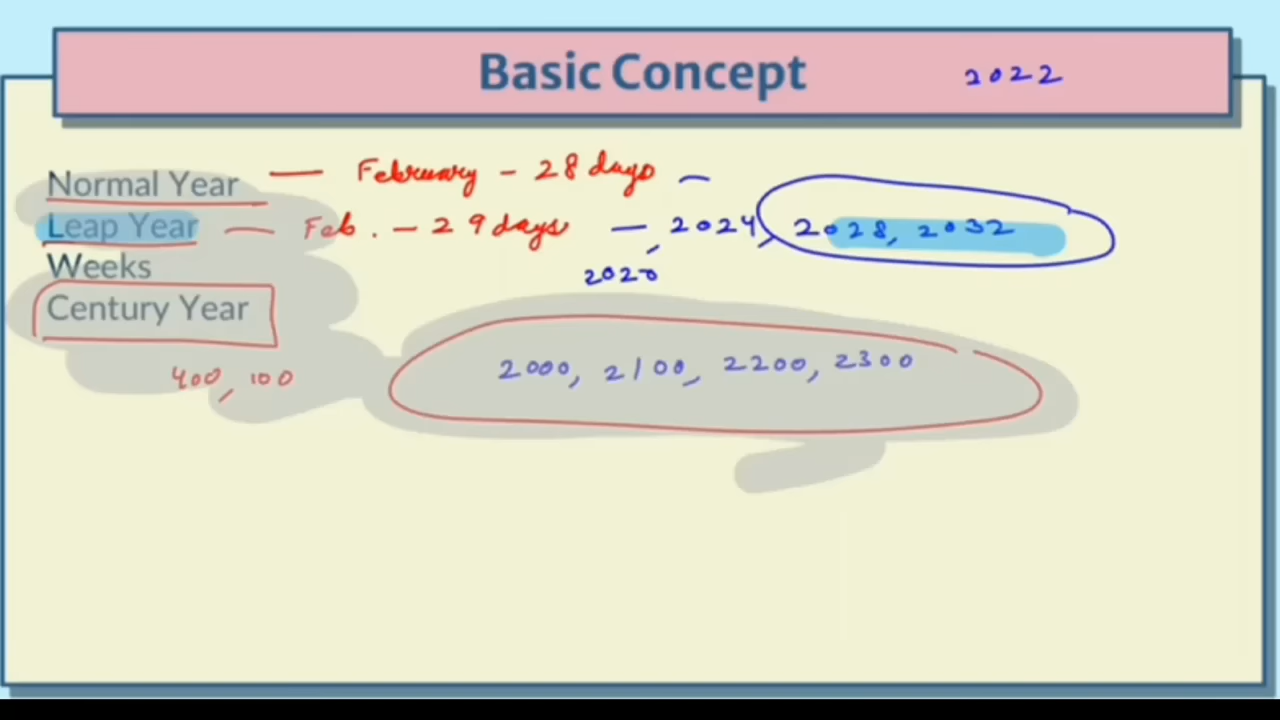 Basic Concept 2022
Normal Year — February - 28 days -
Leap Year — Feb. - 29 days — , 2024, 2028, 2032
Weeks 2020
Century Year
400, 100 2000, 2100, 2200, 2300